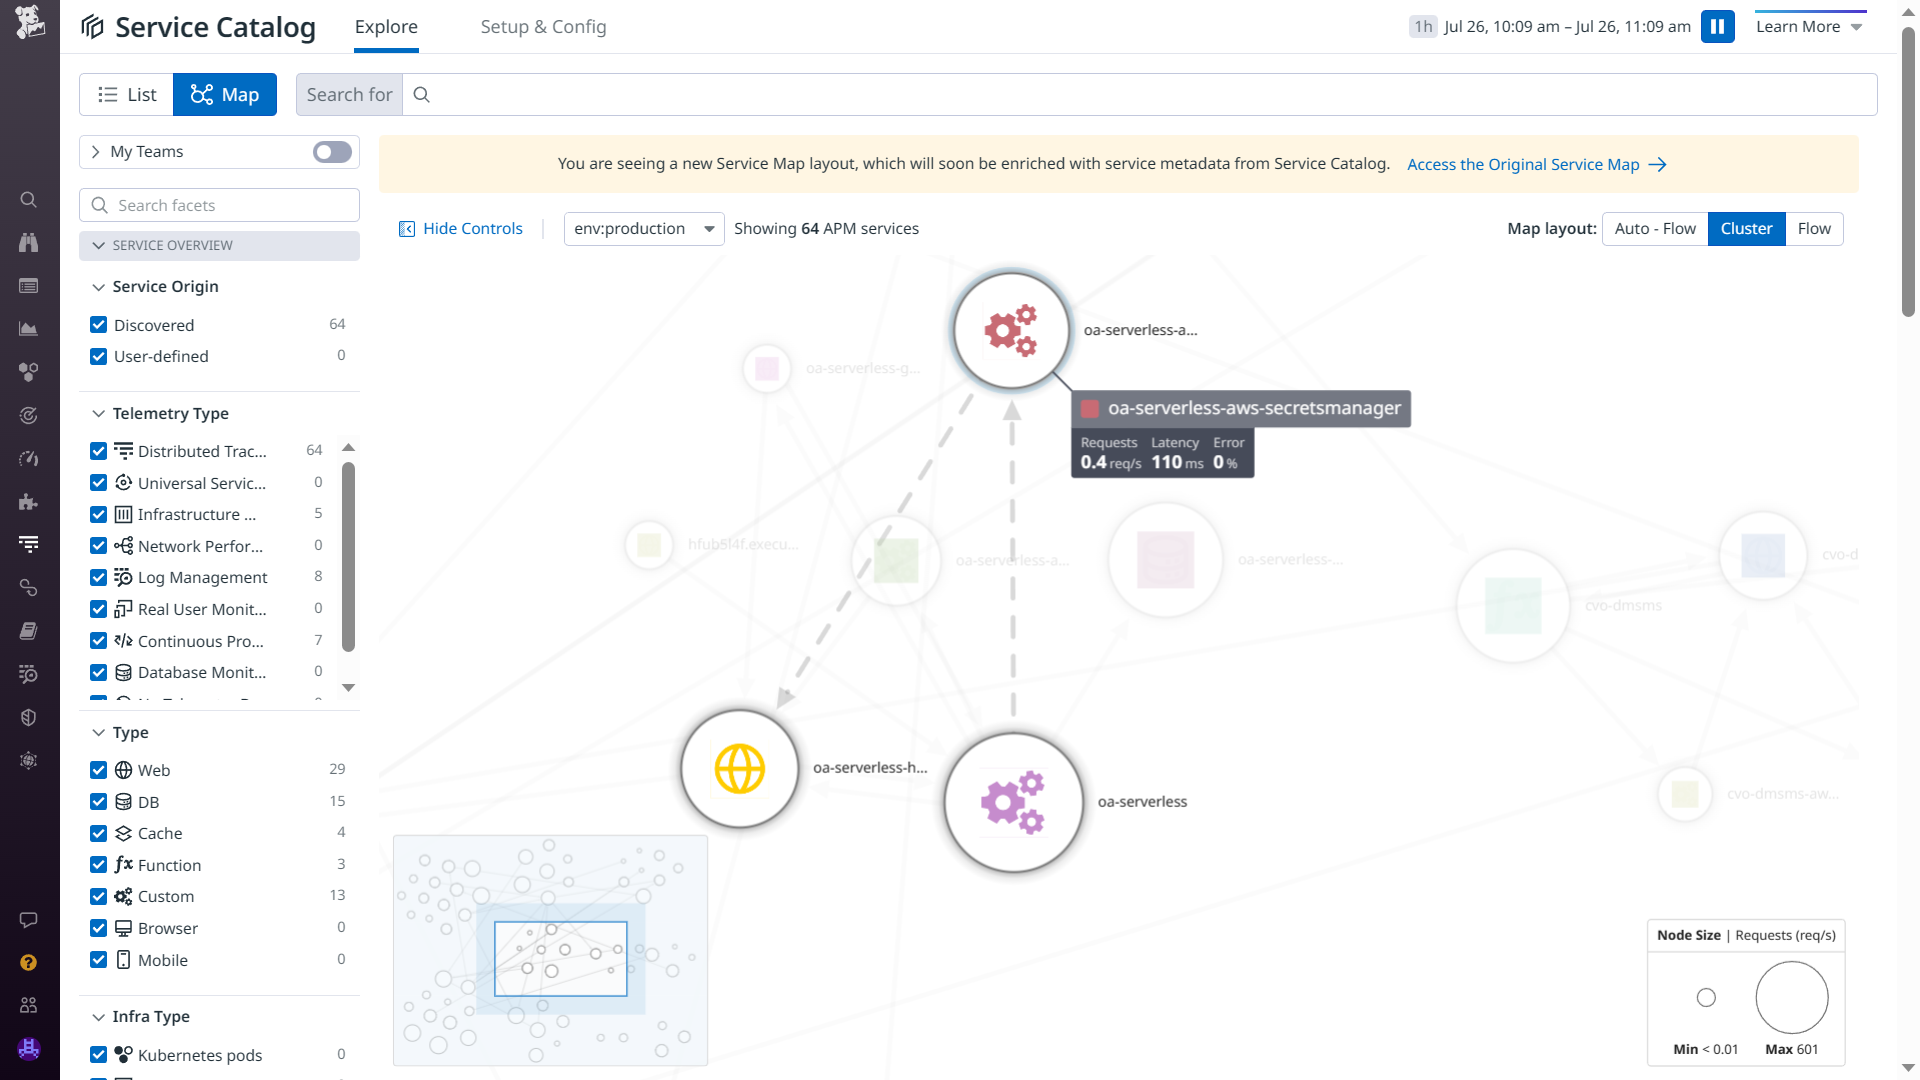 Service Catalog
Explore
Setup & Config
1h Jul 26, 10:09 am – Jul 26, 11:09 am
Learn More
List
Map
Search for
My Teams
You are seeing a new Service Map layout, which will soon be enriched with service metadata from Service Catalog. Access the Original Service Map
Search facets
Hide Controls
env:production
Showing 64 APM services
Map layout:
Auto - Flow
Cluster
Flow
SERVICE OVERVIEW
Service Origin
Discovered 64
User-defined 0
Telemetry Type
Distributed Trac... 64
Universal Servic... 0
Infrastructure ... 5
Network Perfor... 0
Log Management 8
Real User Monit... 0
Continuous Pro... 7
Database Monit... 0
Type
Web 29
DB 15
Cache 4
Function 3
Custom 13
Browser 0
Mobile 0
Infra Type
Kubernetes pods 0
oa-serverless-a...
oa-serverless-g...
oa-serverless-aws-secretsmanager
Requests Latency Error
0.4 req/s 110 ms 0 %
hfub5l4f.execu...
oa-serverless-a...
oa-serverless-...
cvo-d
cvo-dmsms
oa-serverless-h...
oa-serverless
cvo-dmsms-aw...
Node Size | Requests (req/s)
Min < 0.01
Max 601